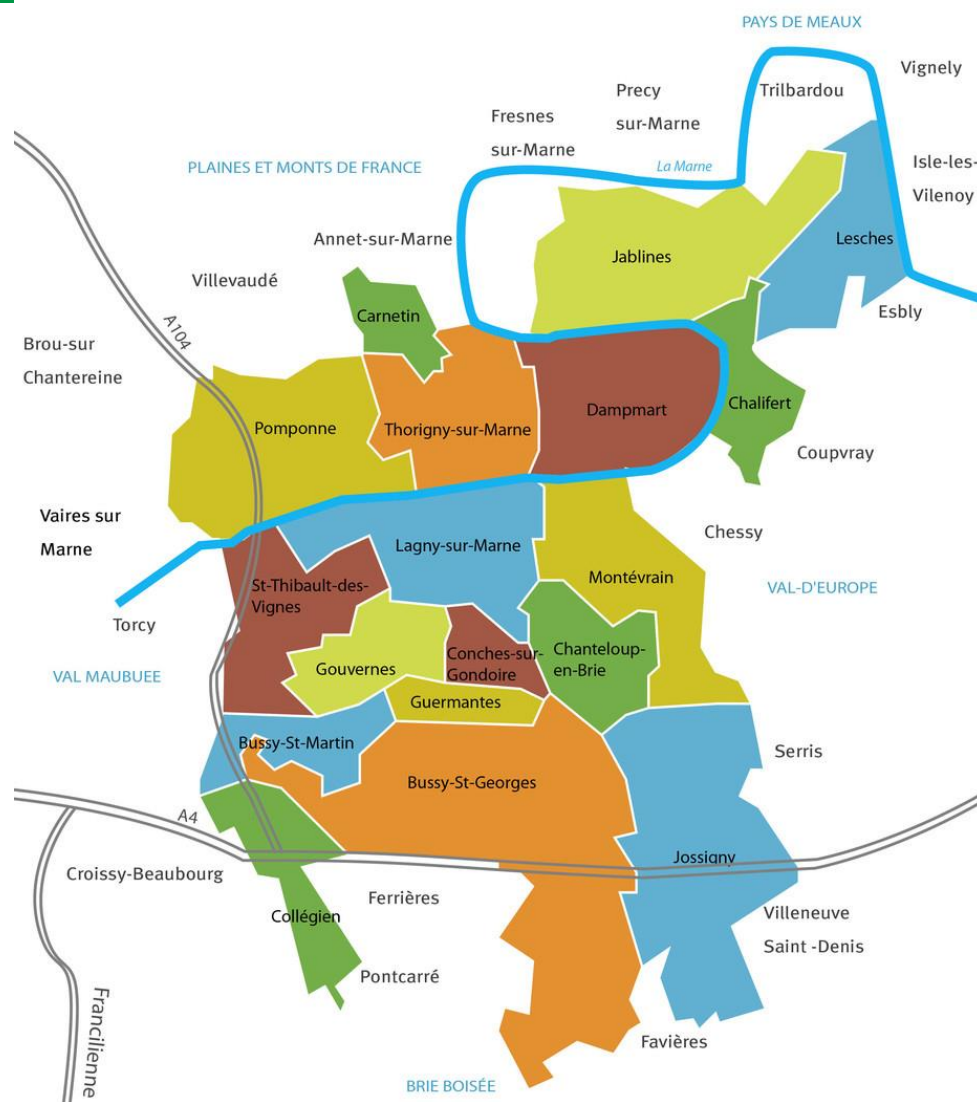 PAYS DE MEAUX
Vignely
Trilbardou
Precy
sur-Marne
Fresnes
sur-Marne
La Marne
PLAINES ET MONTS DE FRANCE
Isle-les-
Vilenoy
Annet-sur-Marne
Lesches
Jablines
Villevaudé
Carnetin
Esbly
A104
Brou-sur
Chantereine
Chalifert
Dampmart
Pomponne
Thorigny-sur-Marne
Coupvray
Vaires sur
Marne
Chessy
Lagny-sur-Marne
Montévrain
St-Thibault-des-
Vignes
VAL-D'EUROPE
Torcy
Chanteloup-
en-Brie
Conches-sur-
Gondoire
Gouvernes
VAL MAUBUEE
Guermantes
Bussy-St-Martin
Serris
Bussy-St-Georges
A4
Jossigny
Croissy-Beaubourg
Ferrières
Collégien
Villeneuve
Saint -Denis
Pontcarré
Francilienne
Favières
BRIE BOISÉE